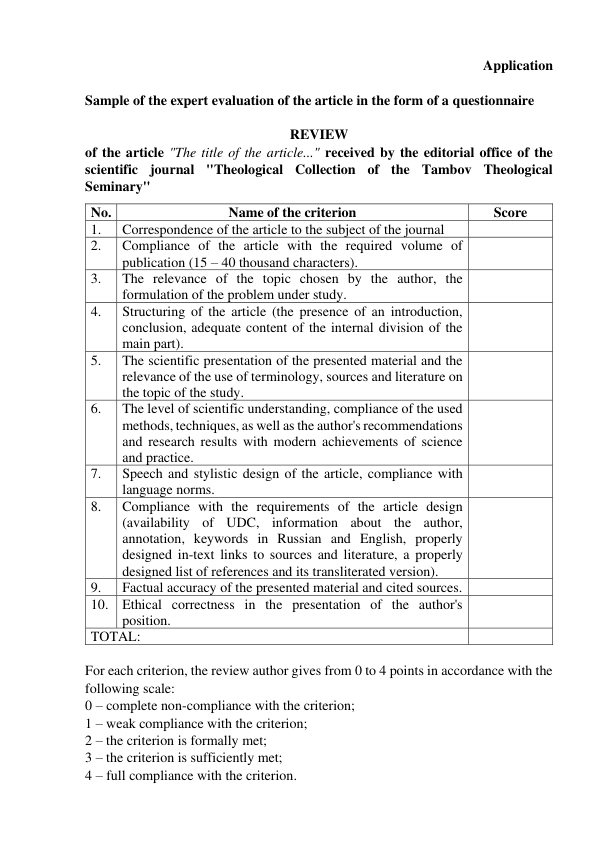 Application
Sample of the expert evaluation of the article in the form of a questionnaire
REVIEW
of the article "The title of the article..." received by the editorial office of the
scientific journal "Theological Collection of the Tambov Theological
Seminary"
No. Name of the criterion Score
1. Correspondence of the article to the subject of the journal
2. Compliance of the article with the required volume of
publication (15 – 40 thousand characters).
3. The relevance of the topic chosen by the author, the
formulation of the problem under study.
4. Structuring of the article (the presence of an introduction,
conclusion, adequate content of the internal division of the
main part).
5. The scientific presentation of the presented material and the
relevance of the use of terminology, sources and literature on
the topic of the study.
6. The level of scientific understanding, compliance of the used
methods, techniques, as well as the author's recommendations
and research results with modern achievements of science
and practice.
7. Speech and stylistic design of the article, compliance with
language norms.
8. Compliance with the requirements of the article design
(availability of UDC, information about the author,
annotation, keywords in Russian and English, properly
designed in-text links to sources and literature, a properly
designed list of references and its transliterated version).
9. Factual accuracy of the presented material and cited sources.
10. Ethical correctness in the presentation of the author's
position.
TOTAL:
For each criterion, the review author gives from 0 to 4 points in accordance with the
following scale:
0 – complete non-compliance with the criterion;
1 – weak compliance with the criterion;
2 – the criterion is formally met;
3 – the criterion is sufficiently met;
4 – full compliance with the criterion.